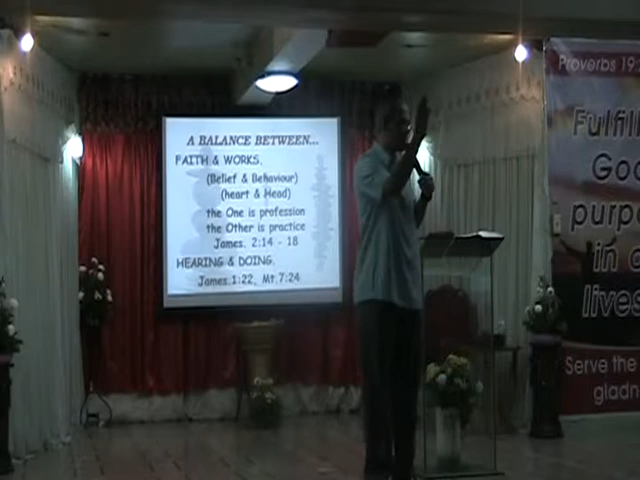 A BALANCE BETWEEN...
FAITH & WORKS.
(Belief & Behaviour)
(heart & Head)
the One is profession
the Other is practice
James. 2:14 - 18
HEARING & DOING.
James.1:22, Mt.7:24
Proverbs 19:
Fulfill
God
purp
in o
lives
Serve the
gladn